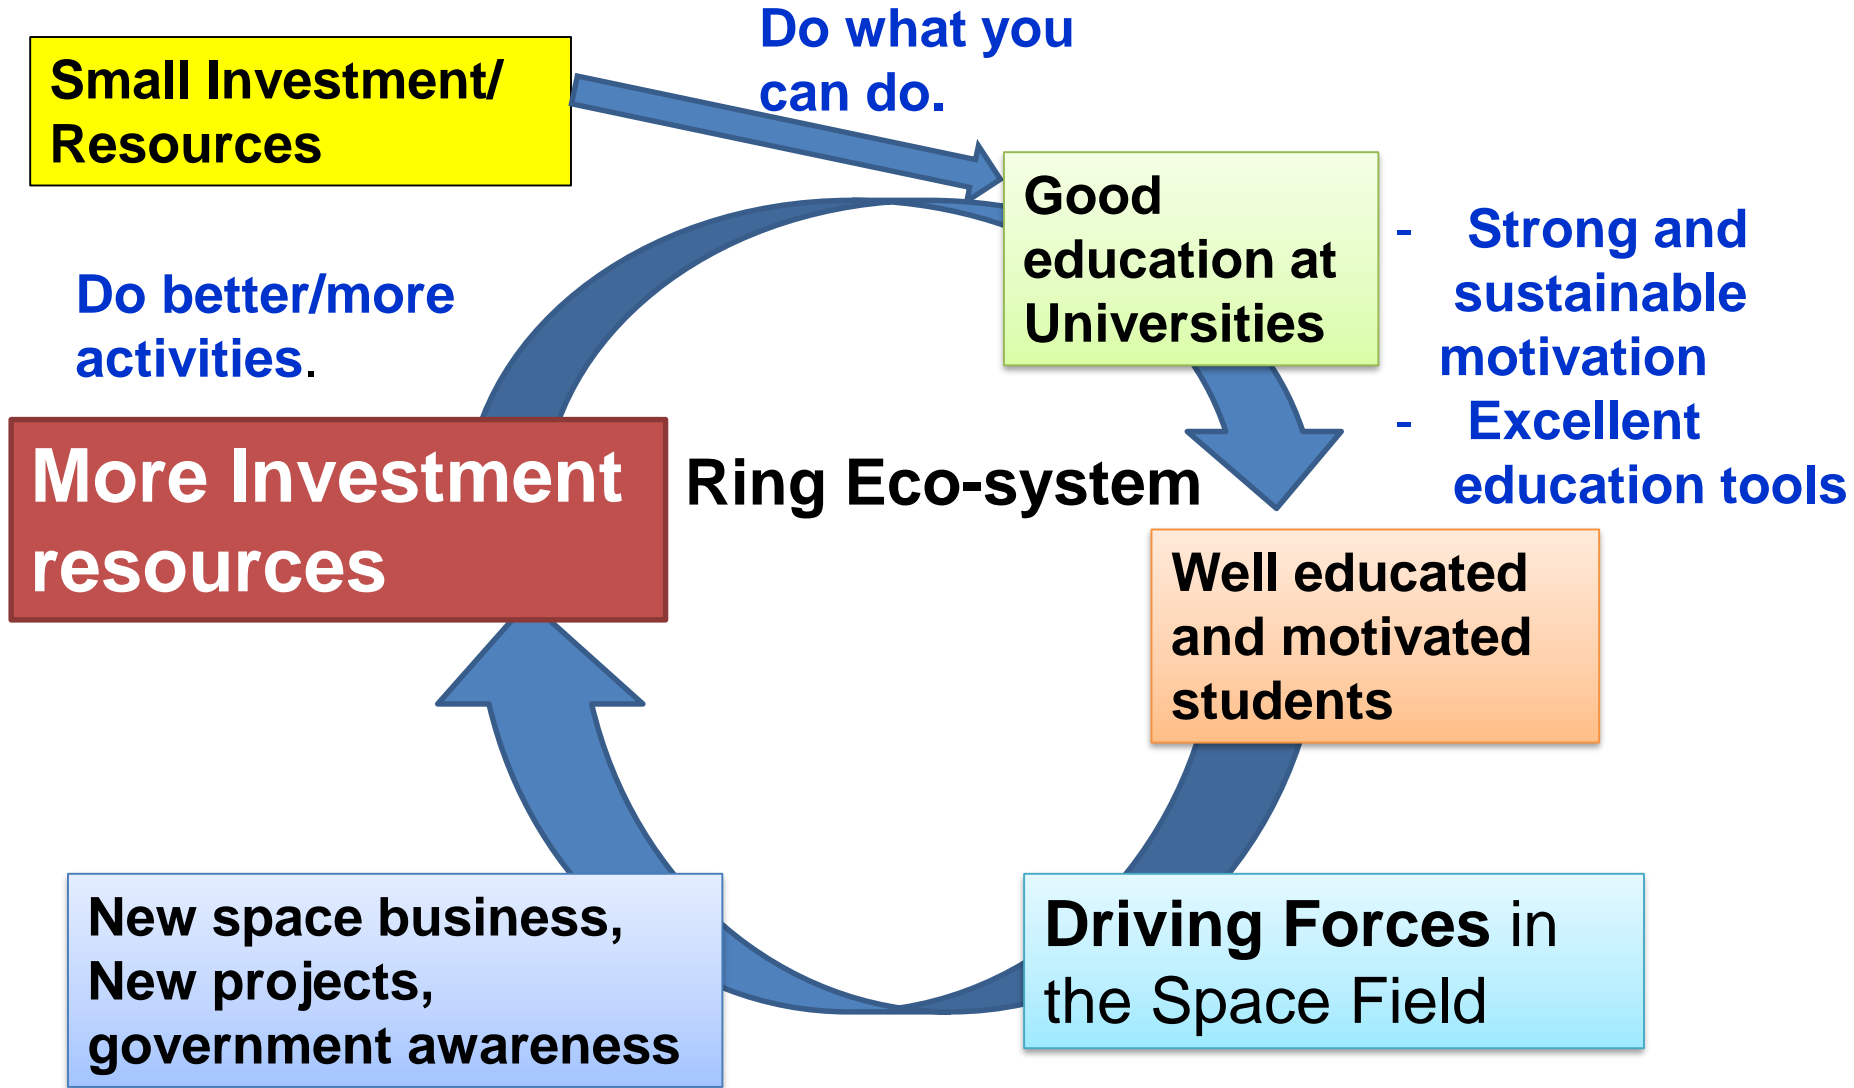 Small Investment/
Resources
Do what you
can do.
Good
education at
Universities
- Strong and
sustainable
motivation
- Excellent
education tools
Do better/more
activities.
More Investment
resources
Ring Eco-system
Well educated
and motivated
students
Driving Forces in
the Space Field
New space business,
New projects,
government awareness